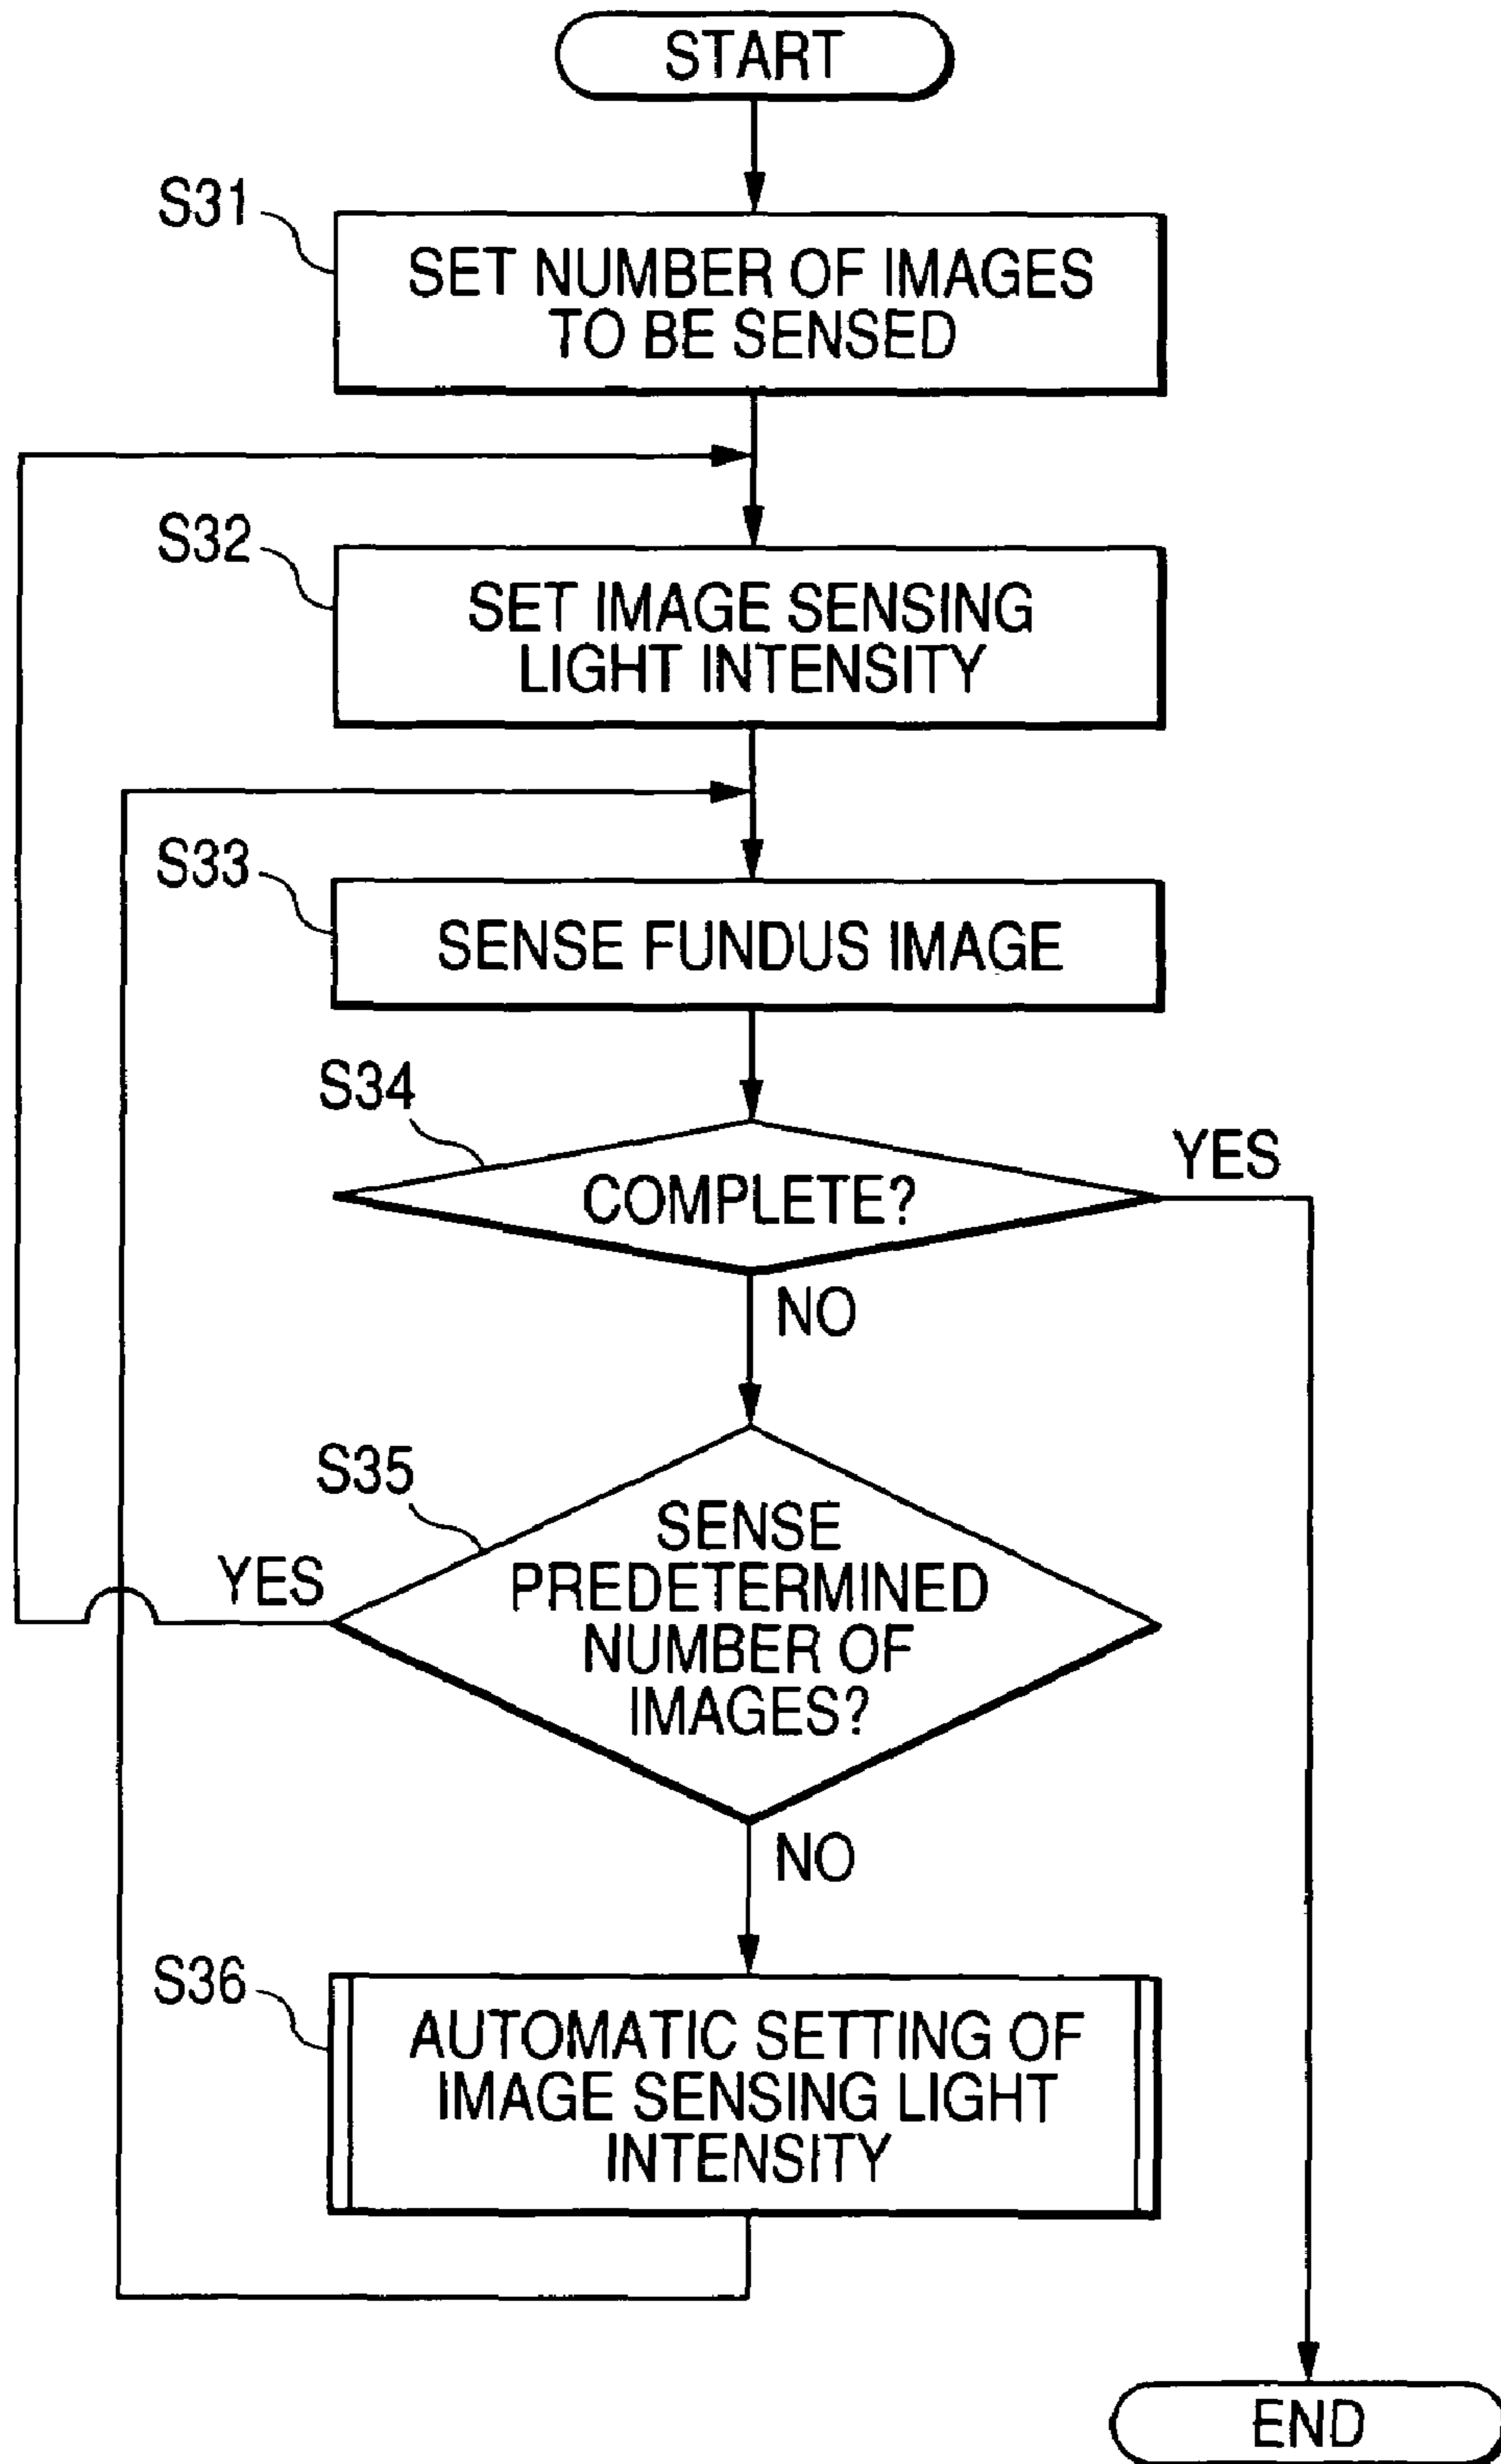 START
S31
SET NUMBER OF IMAGES
TO BE SENSED
S32
SET IMAGE SENSING
LIGHT INTENSITY
S33
SENSE FUNDUS IMAGE
S34
COMPLETE?
YES
NO
S35
SENSE
PREDETERMINED
NUMBER OF
IMAGES?
YES
NO
S36
AUTOMATIC SETTING OF
IMAGE SENSING LIGHT
INTENSITY
END